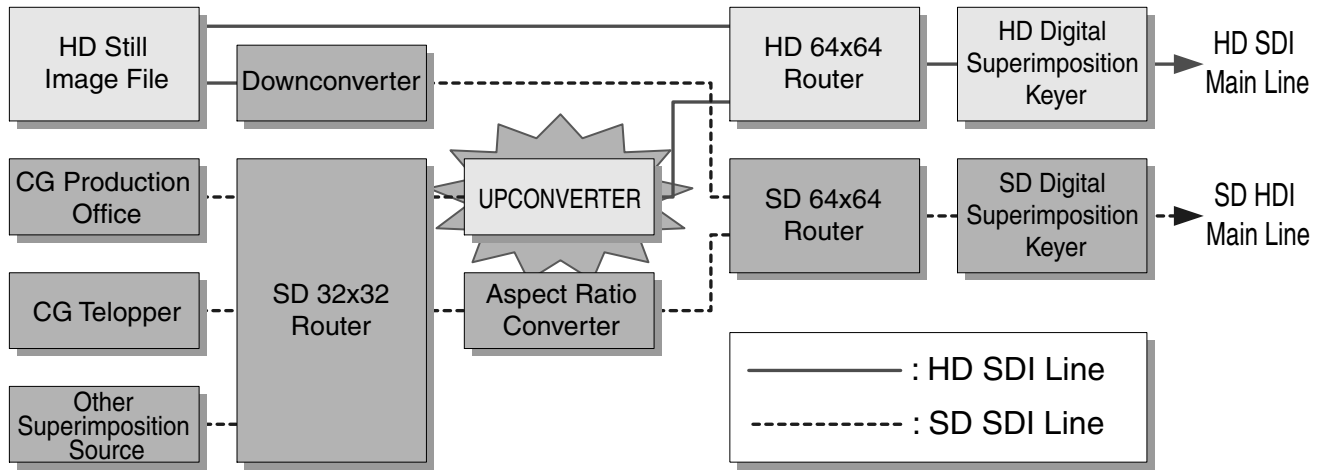 HD Still
Image File
Downconverter
HD 64x64
Router
HD Digital
Superimposition
Keyer
HD SDI
Main Line
CG Production
Office
UPCONVERTER
SD 64x64
Router
SD Digital
Superimposition
Keyer
SD HDI
Main Line
CG Telopper
SD 32x32
Router
Aspect Ratio
Converter
Other
Superimposition
Source
: HD SDI Line
: SD SDI Line